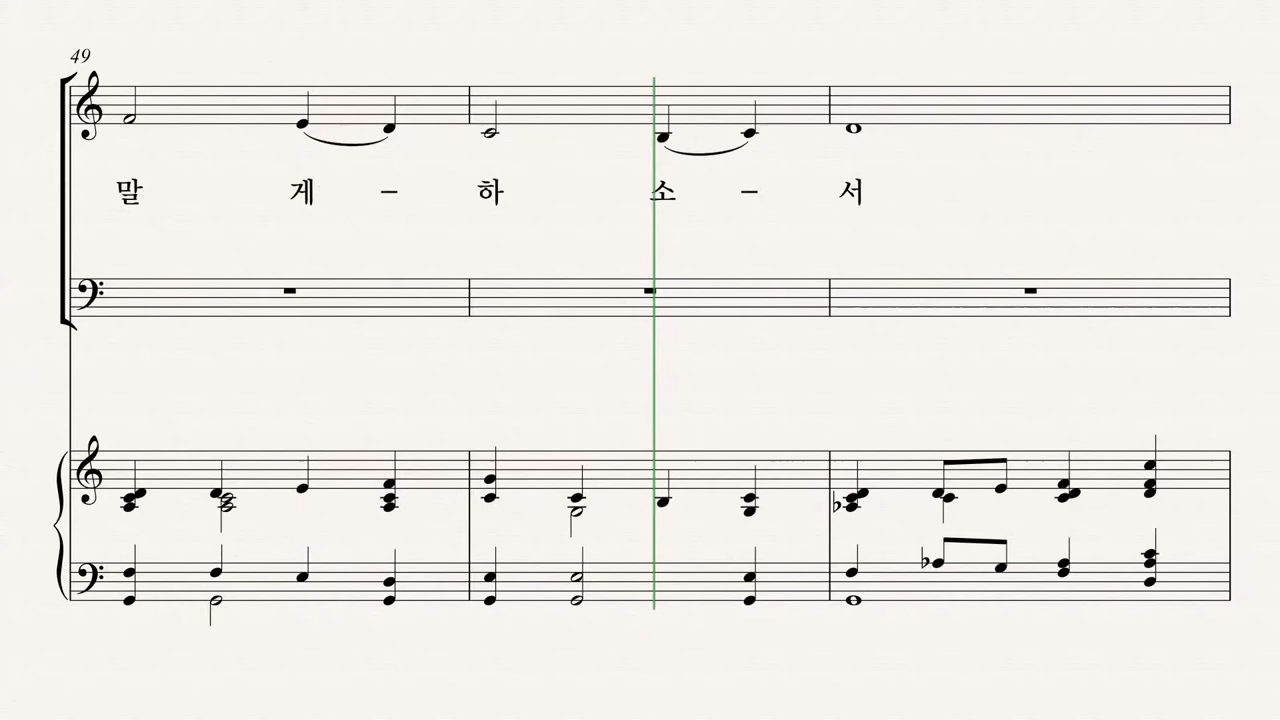 49
말 게 – 하 소 – 서